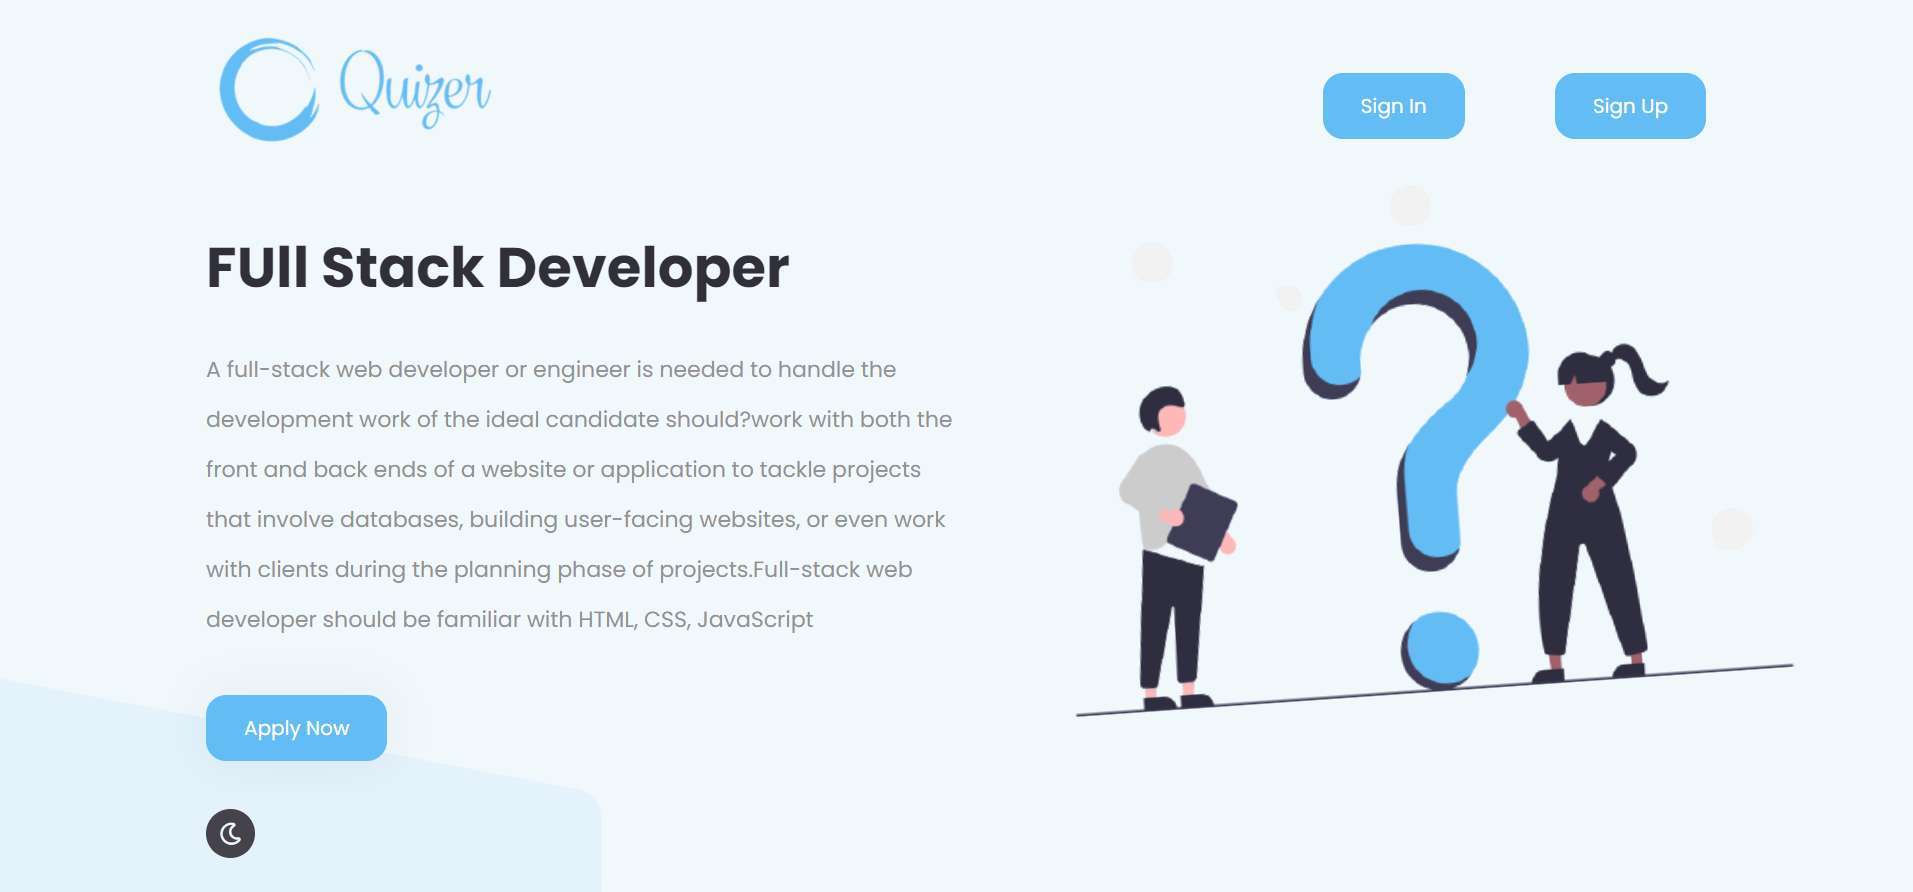 Quizer
Sign In
Sign Up
FUll Stack Developer
A full-stack web developer or engineer is needed to handle the
development work of the ideal candidate should?work with both the
front and back ends of a website or application to tackle projects
that involve databases, building user-facing websites, or even work
with clients during the planning phase of projects.Full-stack web
developer should be familiar with HTML, CSS, JavaScript
Apply Now